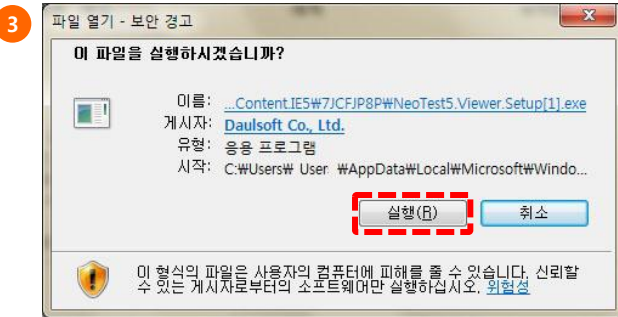 3
파일 열기 - 보안 경고
이 파일을 실행하시겠습니까?
이름: ...Content.IE5₩7JCFJP8P₩NeoTest5.Viewer.Setup[1].exe
게시자: Daulsoft Co., Ltd.
유형: 응용 프로그램
시작: C:₩Users₩ User ₩AppData₩Local₩Microsoft₩Windo...
실행(R) 취소
이 형식의 파일은 사용자의 컴퓨터에 피해를 줄 수 있습니다. 신뢰할
수 있는 게시자로부터의 소프트웨어만 실행하십시오. 위험성